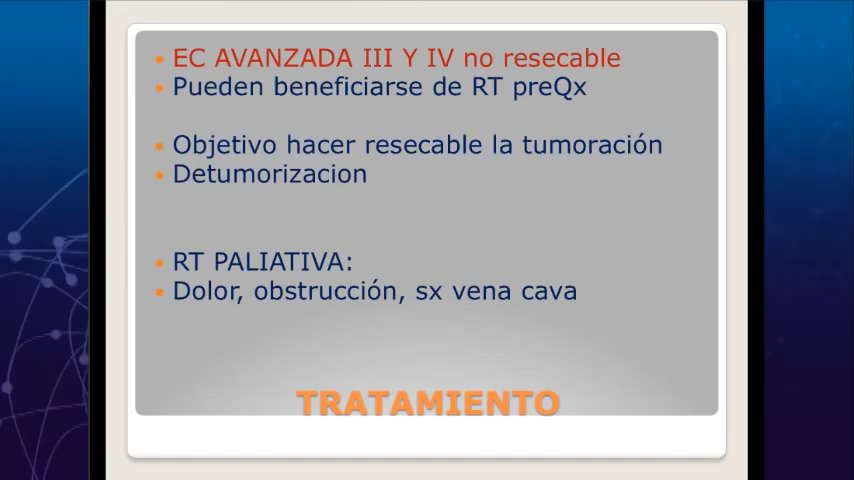 EC AVANZADA III Y IV no resecable
Pueden beneficiarse de RT preQx
Objetivo hacer resecable la tumoración
Detumorizacion
RT PALIATIVA:
Dolor, obstrucción, sx vena cava
TRATAMIENTO